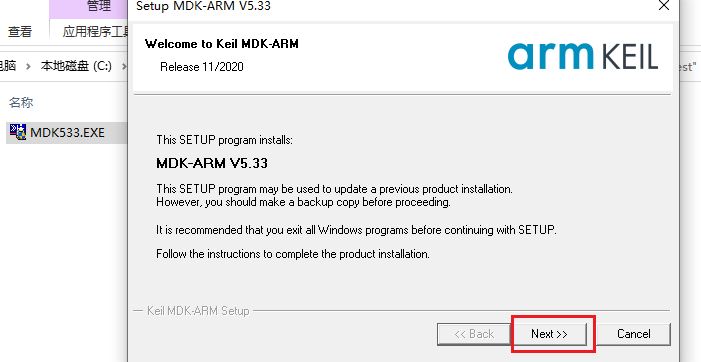 管理
Setup MDK-ARM V5.33
查看
应用程序工具
Welcome to Keil MDK-ARM
Release 11/2020
arm KEIL
本地磁盘 (C:)
est"
名称
MDK533.EXE
This SETUP program installs:
MDK-ARM V5.33
This SETUP program may be used to update a previous product installation.
However, you should make a backup copy before proceeding.
It is recommended that you exit all Windows programs before continuing with SETUP.
Follow the instructions to complete the product installation.
Keil MDK-ARM Setup
<< Back
Next >>
Cancel